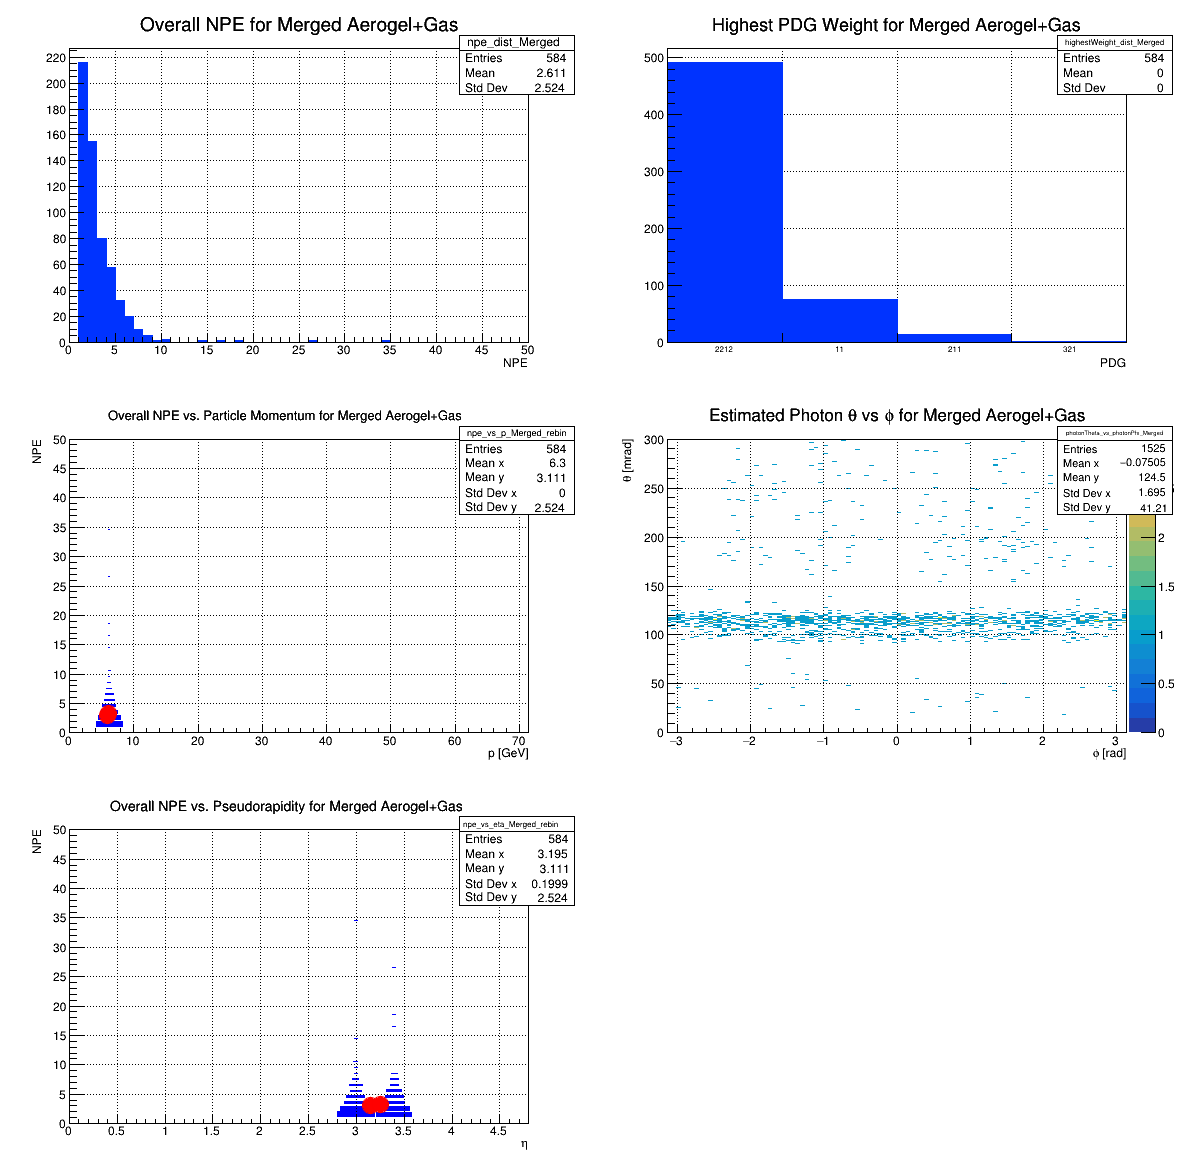 Overall NPE for Merged Aerogel+Gas
npe_dist_Merged
Entries 584
Mean 2.611
Std Dev 2.524
220
200
180
160
140
120
100
80
60
40
20
0
0 5 10 15 20 25 30 35 40 45 50
NPE
Highest PDG Weight for Merged Aerogel+Gas
highestWeight_dist_Merged
Entries 584
Mean 0
Std Dev 0
500
400
300
200
100
0
2212 11 211 321
PDG
Overall NPE vs. Particle Momentum for Merged Aerogel+Gas
NPE
npe_vs_p_Merged_rebin
Entries 584
Mean x 6.3
Mean y 3.111
Std Dev x 0
Std Dev y 2.524
50
45
40
35
30
25
20
15
10
5
0
0 10 20 30 40 50 60 70
p [GeV]
Estimated Photon θ vs ϕ for Merged Aerogel+Gas
θ [mrad]
photonTheta_vs_photonPhi_Merged
Entries 1525
Mean x −0.07505
Mean y 124.5
Std Dev x 1.695
Std Dev y 41.21
300
250
200
150
100
50
0
−3 −2 −1 0 1 2 3
ϕ [rad]
2
1.5
1
0.5
0
Overall NPE vs. Pseudorapidity for Merged Aerogel+Gas
NPE
npe_vs_eta_Merged_rebin
Entries 584
Mean x 3.195
Mean y 3.111
Std Dev x 0.1999
Std Dev y 2.524
50
45
40
35
30
25
20
15
10
5
0
0 0.5 1 1.5 2 2.5 3 3.5 4 4.5
η